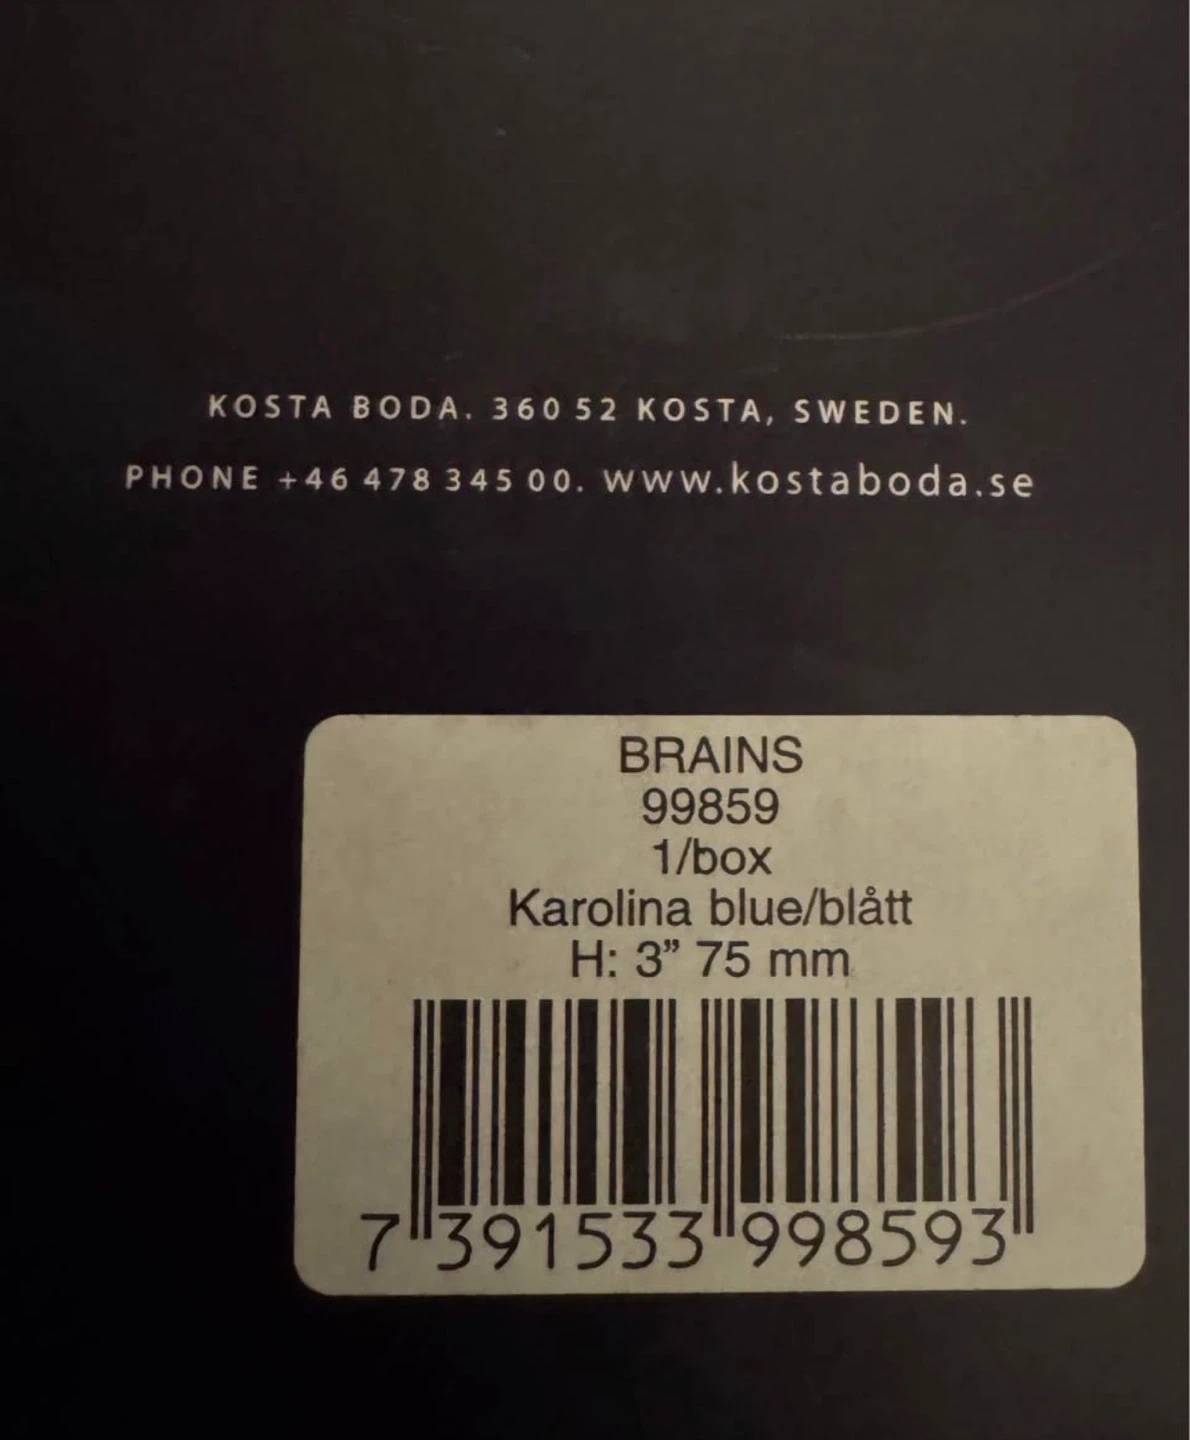 KOSTA BODA. 360 52 KOSTA, SWEDEN.
PHONE +46 478 345 00. www.kostaboda.se
BRAINS
99859
1/box
Karolina blue/blått
H: 3” 75 mm
7 391533 998593